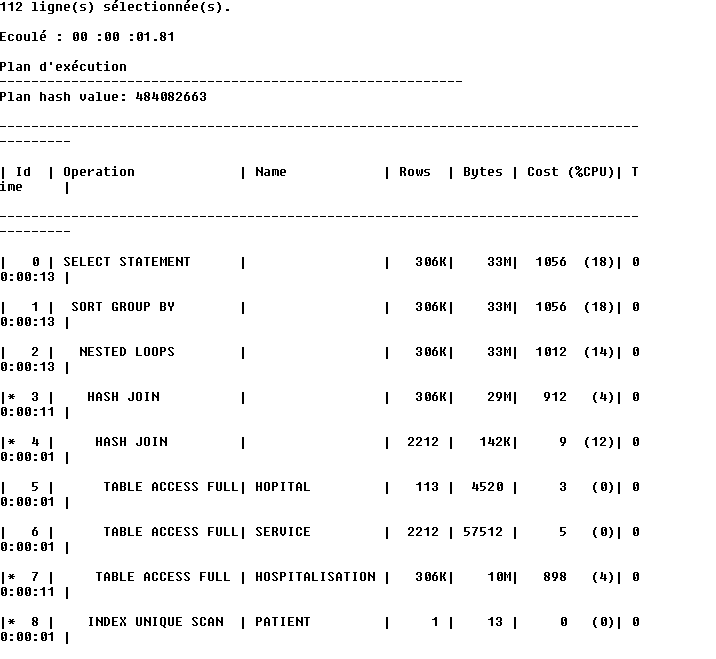 112 ligne(s) sélectionnée(s).
Ecoulé : 00 :00 :01.81
Plan d'exécution
----------------------------------------------------------
Plan hash value: 484082663
--------------------------------------------------------------------------------
---------
| Id  | Operation             | Name            | Rows  | Bytes | Cost (%CPU)| T
ime     |
--------------------------------------------------------------------------------
---------
|   0 | SELECT STATEMENT      |                 |   306K|    33M|  1056  (18)| 0
0:00:13 |
|   1 |  SORT GROUP BY        |                 |   306K|    33M|  1056  (18)| 0
0:00:13 |
|   2 |   NESTED LOOPS        |                 |   306K|    33M|  1012  (14)| 0
0:00:13 |
|*  3 |    HASH JOIN          |                 |   306K|    29M|   912   (4)| 0
0:00:11 |
|*  4 |     HASH JOIN         |                 |  2212 |   142K|     9  (12)| 0
0:00:01 |
|   5 |      TABLE ACCESS FULL| HOPITAL         |   113 |  4520 |     3   (0)| 0
0:00:01 |
|   6 |      TABLE ACCESS FULL| SERVICE         |  2212 | 57512 |     5   (0)| 0
0:00:01 |
|*  7 |     TABLE ACCESS FULL | HOSPITALISATION |   306K|    10M|   898   (4)| 0
0:00:11 |
|*  8 |    INDEX UNIQUE SCAN  | PATIENT         |     1 |    13 |     0   (0)| 0
0:00:01 |